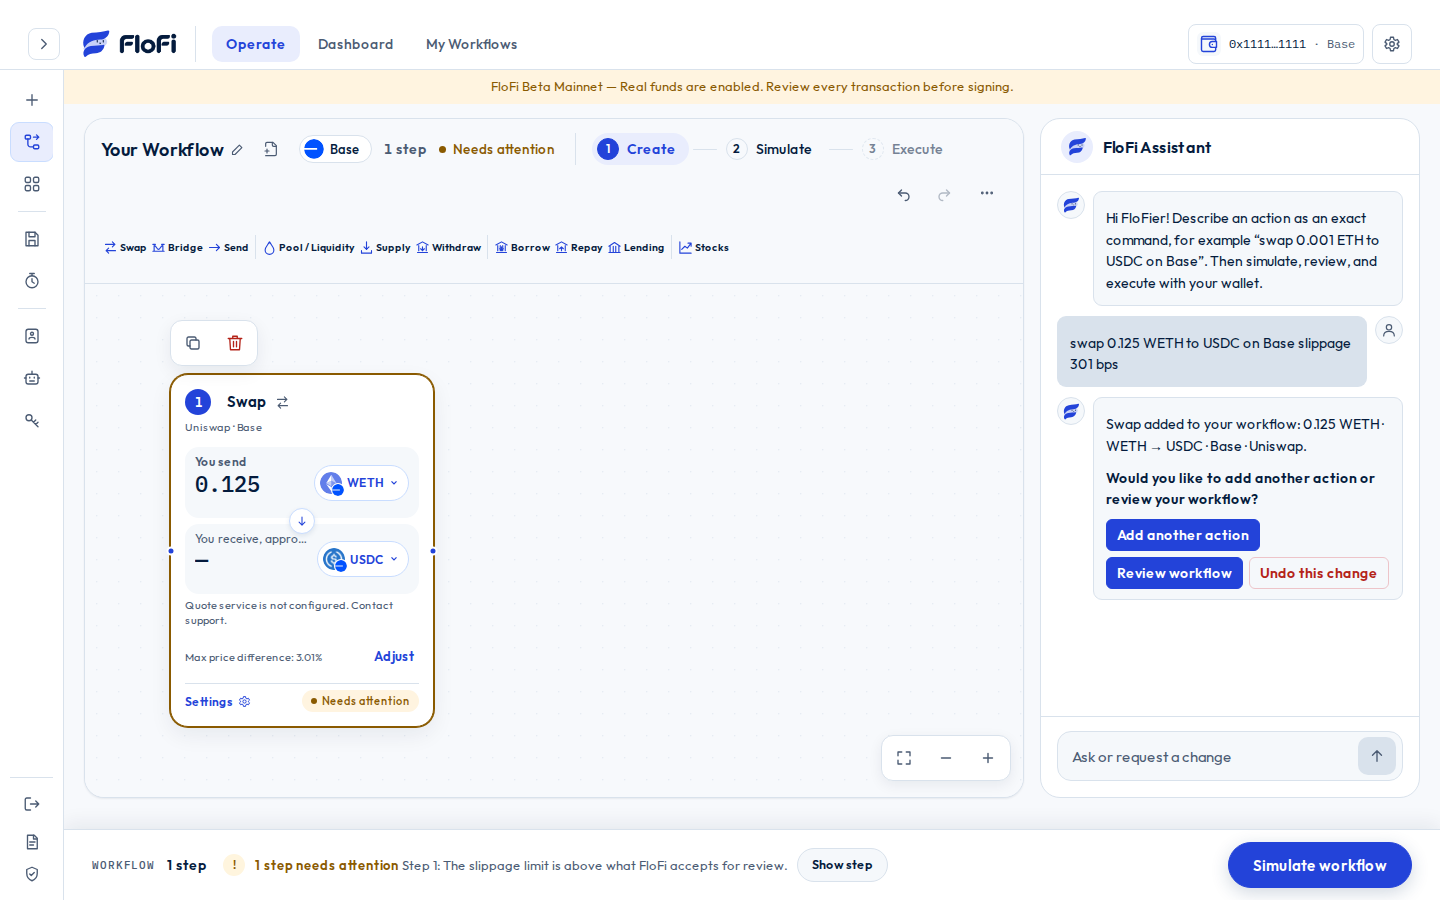 FloFi
Operate
Dashboard
My Workflows
0x1111…1111 · Base
FloFi Beta Mainnet — Real funds are enabled. Review every transaction before signing.
Your Workflow
Base
1 step
Needs attention
1 Create
2 Simulate
3 Execute
Swap
Bridge
Send
Pool / Liquidity
Supply
Withdraw
Borrow
Repay
Lending
Stocks
1 Swap
Uniswap · Base
You send
0.125
WETH
You receive, appro...
—
USDC
Quote service is not configured. Contact
support.
Max price difference: 3.01%
Adjust
Settings
Needs attention
FloFi Assistant
Hi FloFier! Describe an action as an exact
command, for example “swap 0.001 ETH to
USDC on Base”. Then simulate, review, and
execute with your wallet.
swap 0.125 WETH to USDC on Base slippage
301 bps
Swap added to your workflow: 0.125 WETH ·
WETH → USDC · Base · Uniswap.
Would you like to add another action or
review your workflow?
Add another action
Review workflow
Undo this change
Ask or request a change
WORKFLOW
1 step
! 1 step needs attention Step 1: The slippage limit is above what FloFi accepts for review.
Show step
Simulate workflow